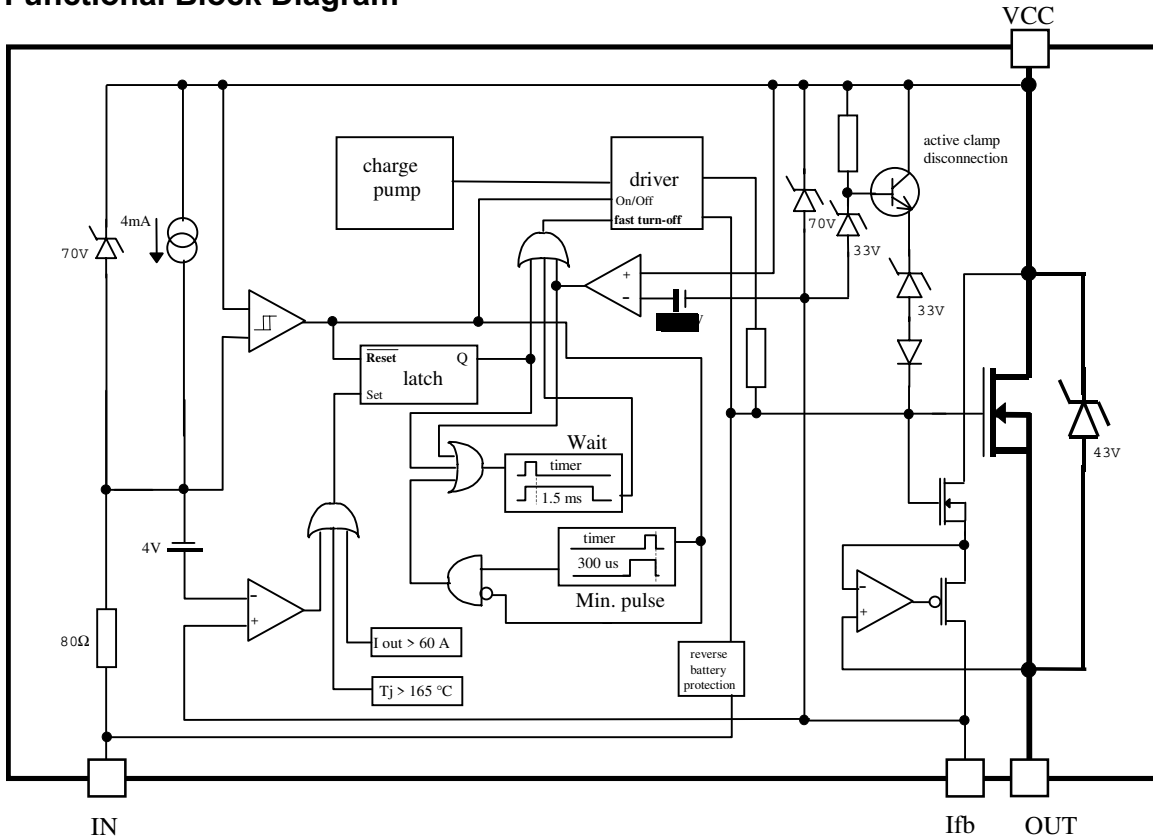 Functional Block Diagram
VCC
active clamp
disconnection
charge
pump
driver
On/Off
fast turn-off
4mA
70V
70V
33V
+
-
33V
Reset
Q
latch
Set
Wait
timer
1.5 ms
43V
4V
timer
300 us
Min. pulse
-
+
-
+
80Ω
I out > 60 A
reverse
battery
protection
Tj > 165 °C
IN
Ifb
OUT